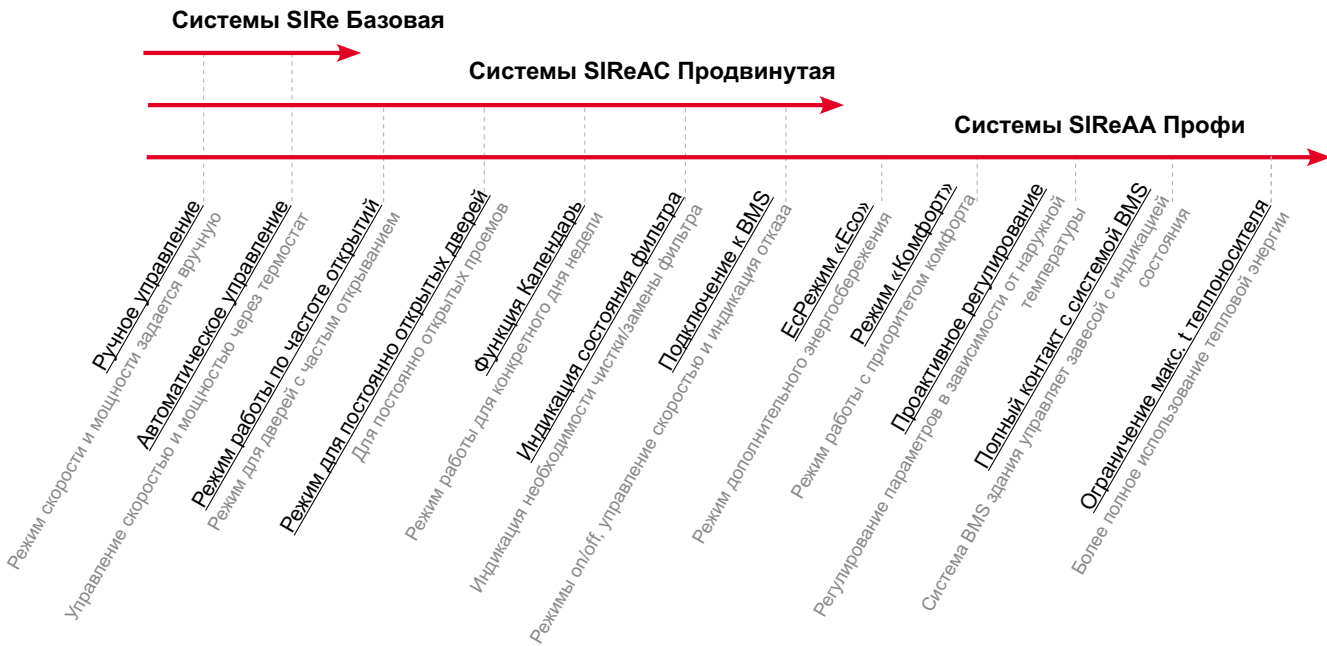 Системы SIRe Базовая
Системы SIReAC Продвинутая
Системы SIReAA Профи
Ручное управление
Режим скорости и мощности задается вручную
Автоматическое управление
Управление скоростью и мощностью через термостат
Режим работы по частоте открытий
Режим для дверей с частым открыванием
Режим для постоянно открытых дверей
Для постоянно открытых проемов
Функция Календарь
Режим работы для конкретного дня недели
Индикация состояния фильтра
Индикация необходимости чистки/замены фильтра
Подключение к BMS
Режимы on/off, управление скоростью и индикация отказа
EcРежим «Eco»
Режим дополнительного энергосбережения
Режим «Комфорт»
Режим работы с приоритетом комфорта
Проактивное регулирование
Регулирование параметров в зависимости от наружной
температуры
Полный контакт с системой BMS
Система BMS здания управляет завесой с индикацией
состояния
Ограничение макс. t теплоносителя
Более полное использование тепловой энергии